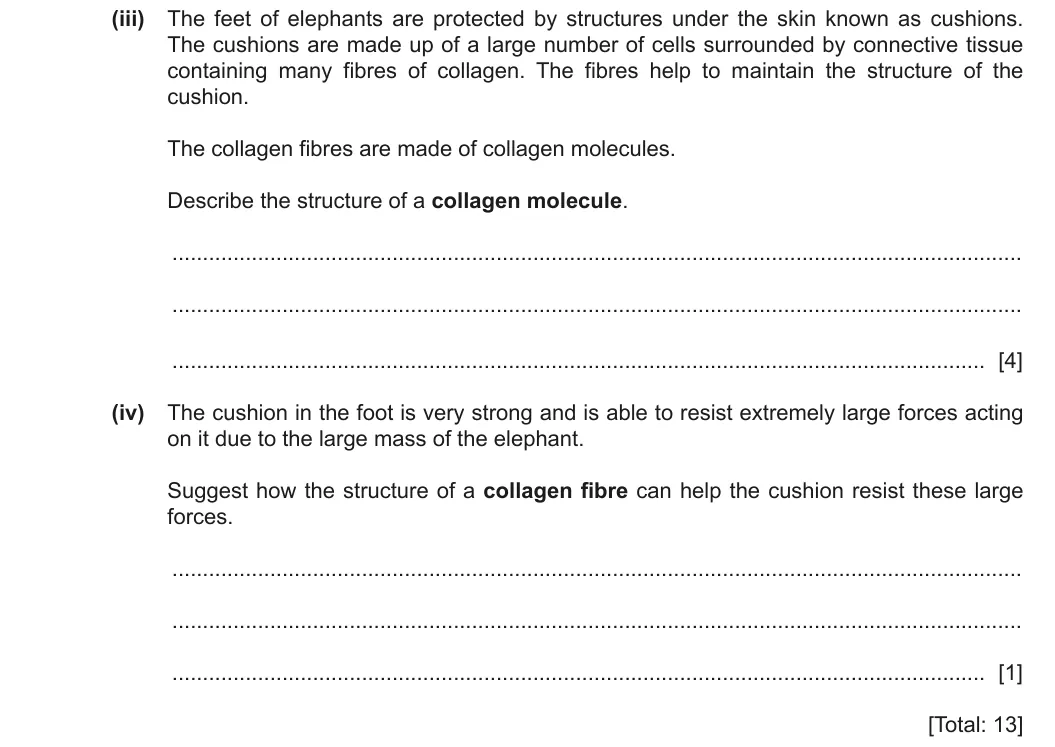 (iii) The feet of elephants are protected by structures under the skin known as cushions.
The cushions are made up of a large number of cells surrounded by connective tissue
containing many fibres of collagen. The fibres help to maintain the structure of the
cushion.
The collagen fibres are made of collagen molecules.
Describe the structure of a collagen molecule.
...................................................................................................................................
...................................................................................................................................
............................................................................................................................. [4]
(iv) The cushion in the foot is very strong and is able to resist extremely large forces acting
on it due to the large mass of the elephant.
Suggest how the structure of a collagen fibre can help the cushion resist these large
forces.
...................................................................................................................................
...................................................................................................................................
............................................................................................................................. [1]
[Total: 13]